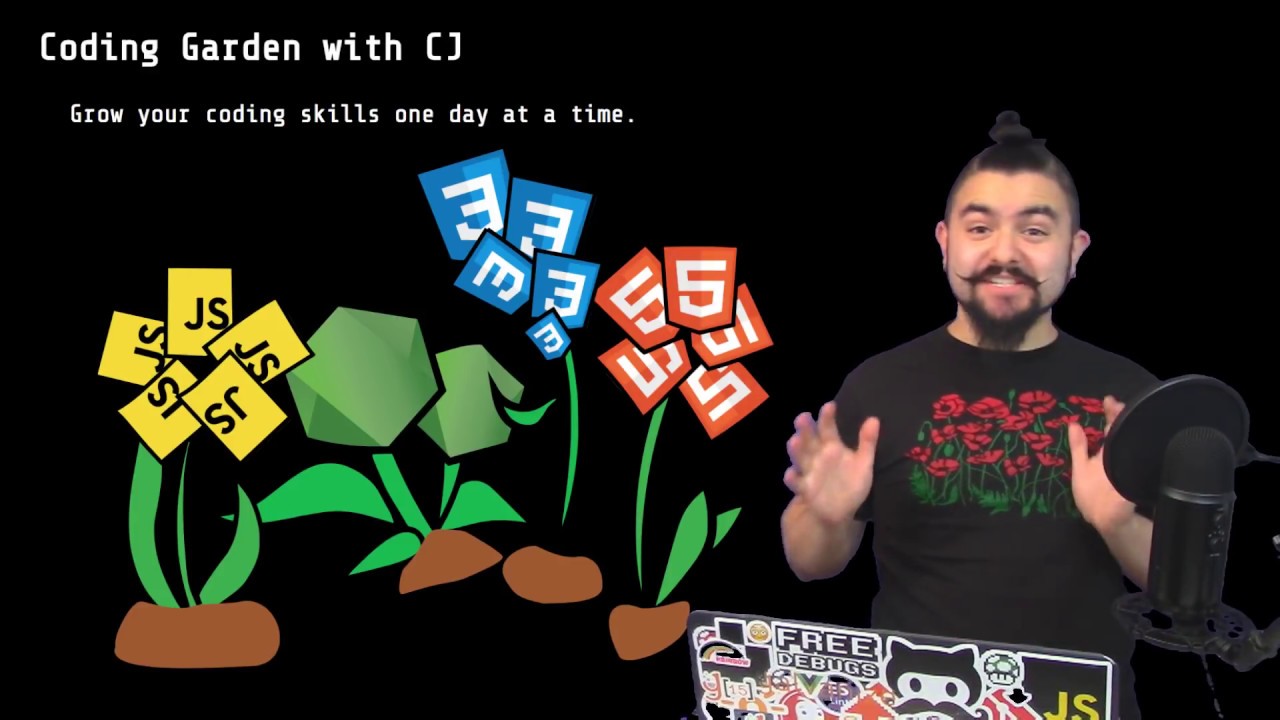 Coding Garden with CJ
Grow your coding skills one day at a time.
3 3
3 3
3
5 5
5
5 5
JS
JS
JS
JS
JS
FREE
DEBUGS
JS